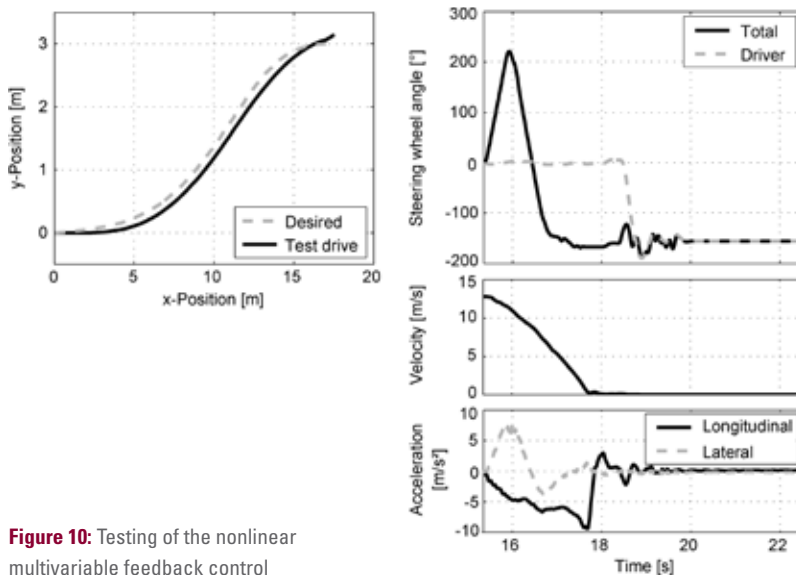 3
2
1
0
y-Position [m]
Desired
Test drive
0
5
10
15
20
x-Position [m]
300
200
100
0
-100
-200
Steering wheel angle [°]
Total
Driver
15
10
5
0
Velocity [m/s]
10
5
0
-5
-10
Acceleration
[m/s²]
Longitudinal
Lateral
16
18
20
22
Time [s]
Figure 10: Testing of the nonlinear
multivariable feedback control